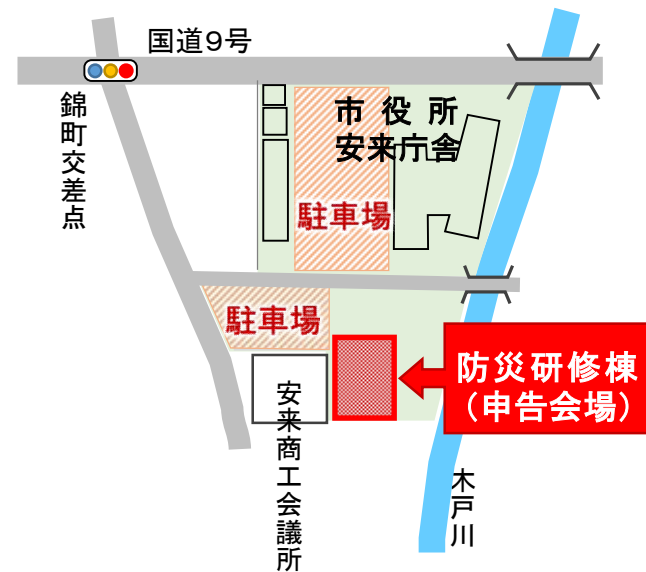 国道9号
錦町交差点
市役所
安来庁舎
駐車場
駐車場
防災研修棟
（申告会場）
安来商工会議所
木戸川